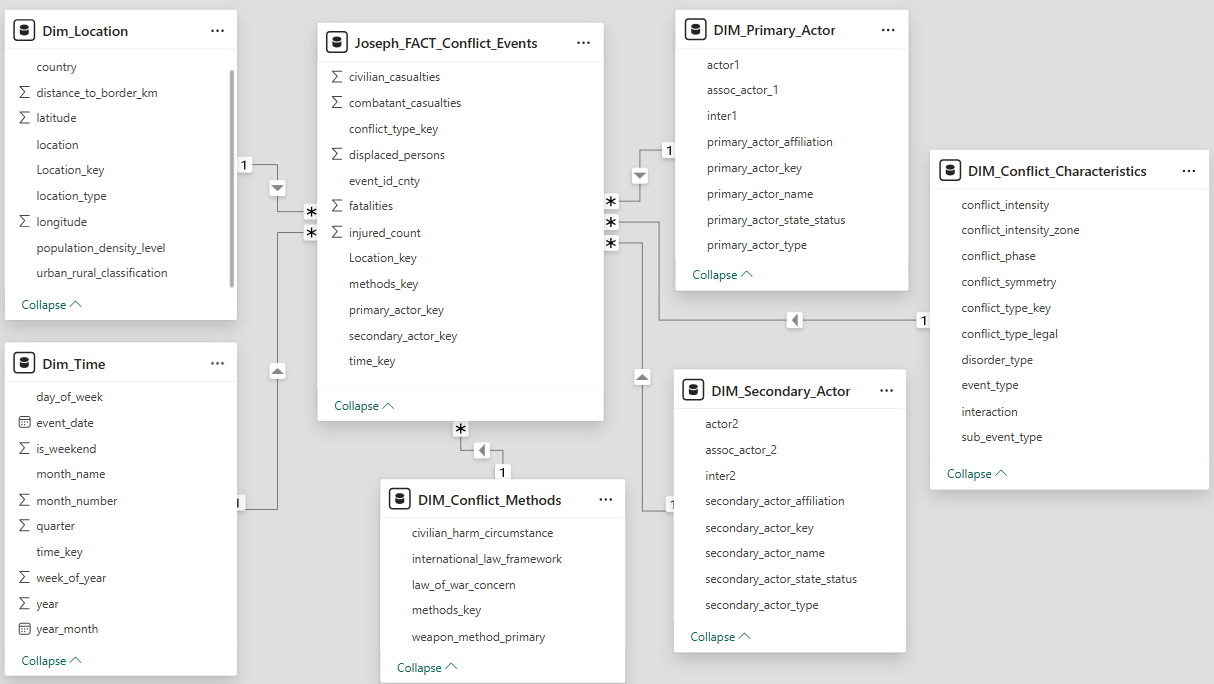 Dim_Location
...
country
distance_to_border_km
latitude
location
Location_key
location_type
longitude
population_density_level
urban_rural_classification
Collapse
Joseph_FACT_Conflict_Events
...
civilian_casualties
combatant_casualties
conflict_type_key
displaced_persons
event_id_cnty
fatalities
injured_count
Location_key
methods_key
primary_actor_key
secondary_actor_key
time_key
Collapse
DIM_Primary_Actor
...
actor1
assoc_actor_1
inter1
primary_actor_affiliation
primary_actor_key
primary_actor_name
primary_actor_state_status
primary_actor_type
Collapse
DIM_Conflict_Characteristics
...
conflict_intensity
conflict_intensity_zone
conflict_phase
conflict_symmetry
conflict_type_key
conflict_type_legal
disorder_type
event_type
interaction
sub_event_type
Collapse
Dim_Time
...
day_of_week
event_date
is_weekend
month_name
month_number
quarter
time_key
week_of_year
year
year_month
Collapse
DIM_Conflict_Methods
...
civilian_harm_circumstance
international_law_framework
law_of_war_concern
methods_key
weapon_method_primary
Collapse
DIM_Secondary_Actor
...
actor2
assoc_actor_2
inter2
secondary_actor_affiliation
secondary_actor_key
secondary_actor_name
secondary_actor_state_status
secondary_actor_type
Collapse
1
*
*
1
*
*
*
1
1
1
*
1